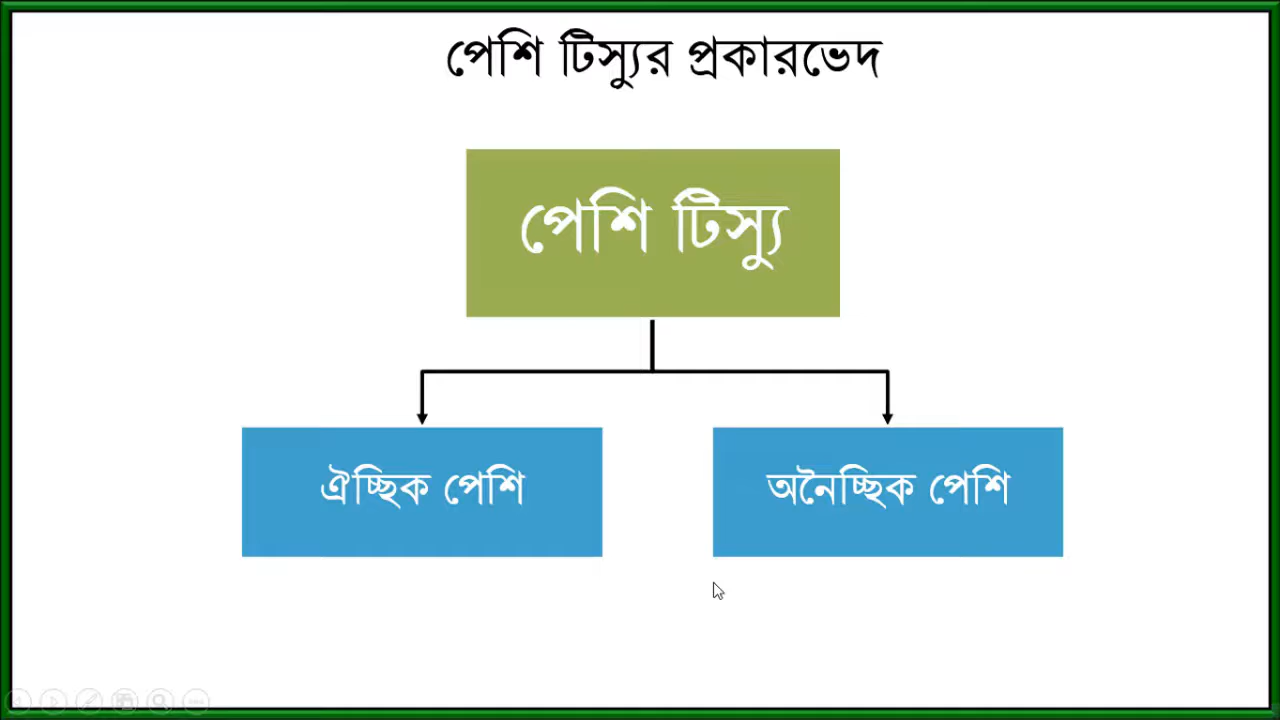 পেশি টিস্যুর প্রকারভেদ
পেশি টিস্যু
ঐচ্ছিক পেশি
অনৈচ্ছিক পেশি